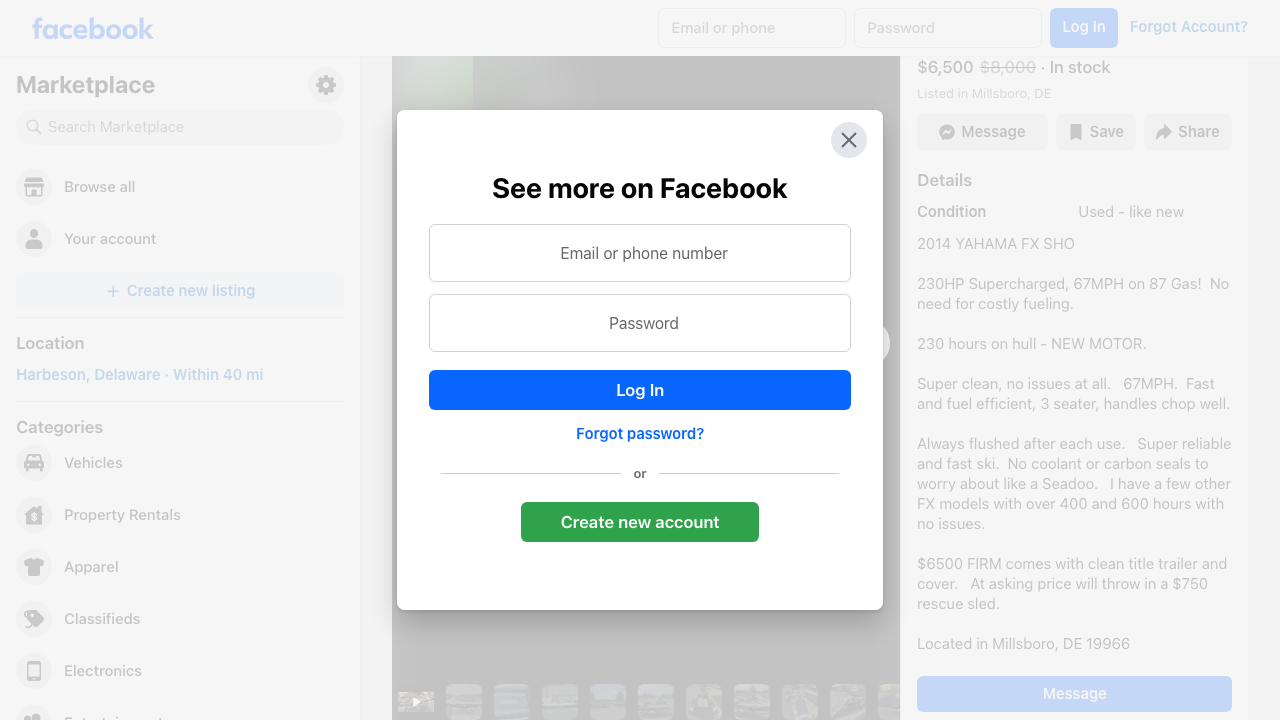 facebook
Email or phone
Password
Log In
Forgot Account?
Marketplace
Search Marketplace
Browse all
Your account
Create new listing
Location
Harbeson, Delaware · Within 40 mi
Categories
Vehicles
Property Rentals
Apparel
Classifieds
Electronics
See more on Facebook
Email or phone number
Password
Log In
Forgot password?
or
Create new account
$6,500 $8,000 · In stock
Listed in Millsboro, DE
Message
Save
Share
Details
Condition
Used - like new
2014 YAHAMA FX SHO
230HP Supercharged, 67MPH on 87 Gas!  No
need for costly fueling.
230 hours on hull - NEW MOTOR.
Super clean, no issues at all.   67MPH.  Fast
and fuel efficient, 3 seater, handles chop well.
Always flushed after each use.   Super reliable
and fast ski.  No coolant or carbon seals to
worry about like a Seadoo.   I have a few other
FX models with over 400 and 600 hours with
no issues.
$6500 FIRM comes with clean title trailer and
cover.   At asking price will throw in a $750
rescue sled.
Located in Millsboro, DE 19966
Message